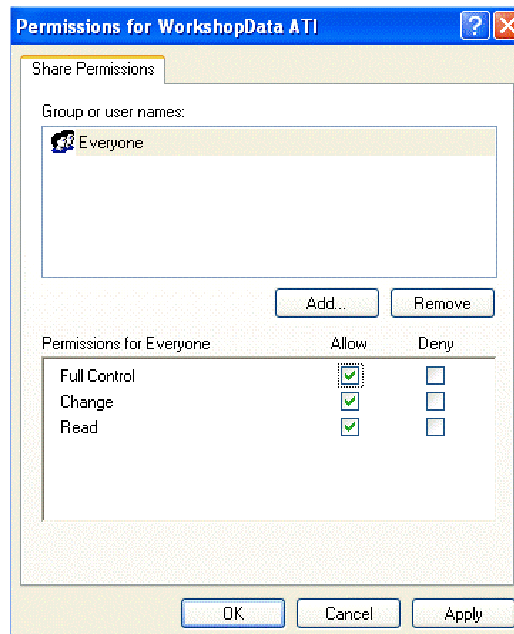 Permissions for WorkshopData ATI
Share Permissions
Group or user names:
Everyone
Add... Remove
Permissions for Everyone Allow Deny
Full Control
Change
Read
OK Cancel Apply